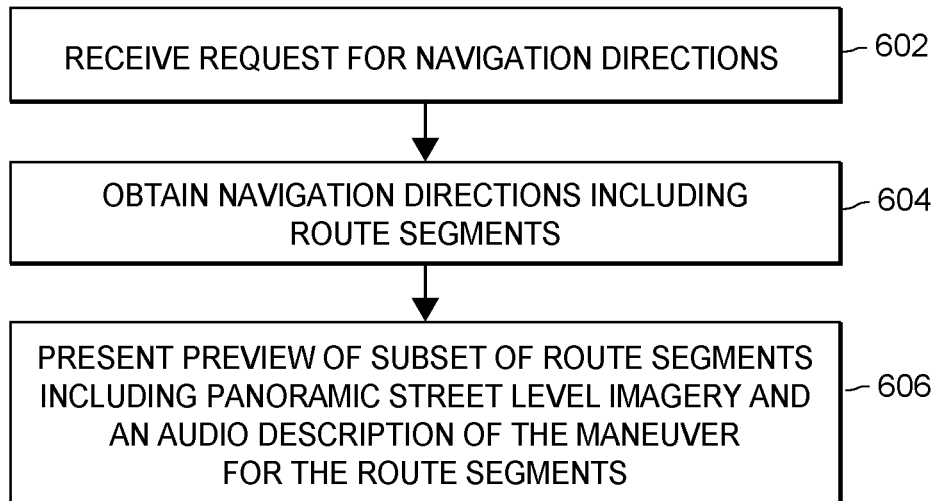 RECEIVE REQUEST FOR NAVIGATION DIRECTIONS
602
OBTAIN NAVIGATION DIRECTIONS INCLUDING
ROUTE SEGMENTS
604
PRESENT PREVIEW OF SUBSET OF ROUTE SEGMENTS
INCLUDING PANORAMIC STREET LEVEL IMAGERY AND
AN AUDIO DESCRIPTION OF THE MANEUVER
FOR THE ROUTE SEGMENTS
606